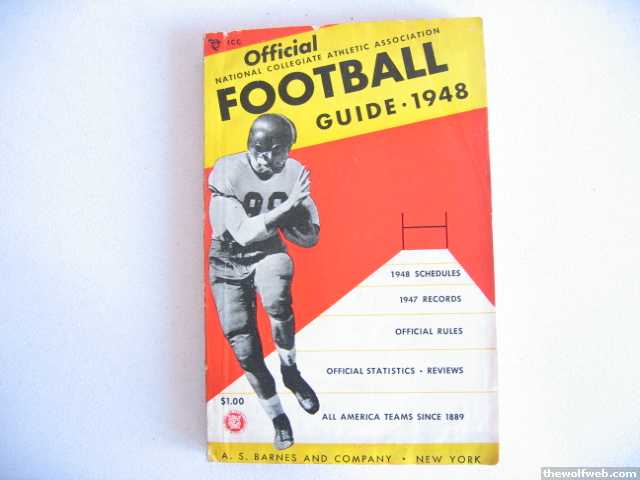 ICC
Official
NATIONAL COLLEGIATE ATHLETIC ASSOCIATION
FOOTBALL
GUIDE · 1948
1948 SCHEDULES
1947 RECORDS
OFFICIAL RULES
OFFICIAL STATISTICS · REVIEWS
$1.00
ALL AMERICA TEAMS SINCE 1889
A. S. BARNES AND COMPANY · NEW YORK
thewolfweb.com